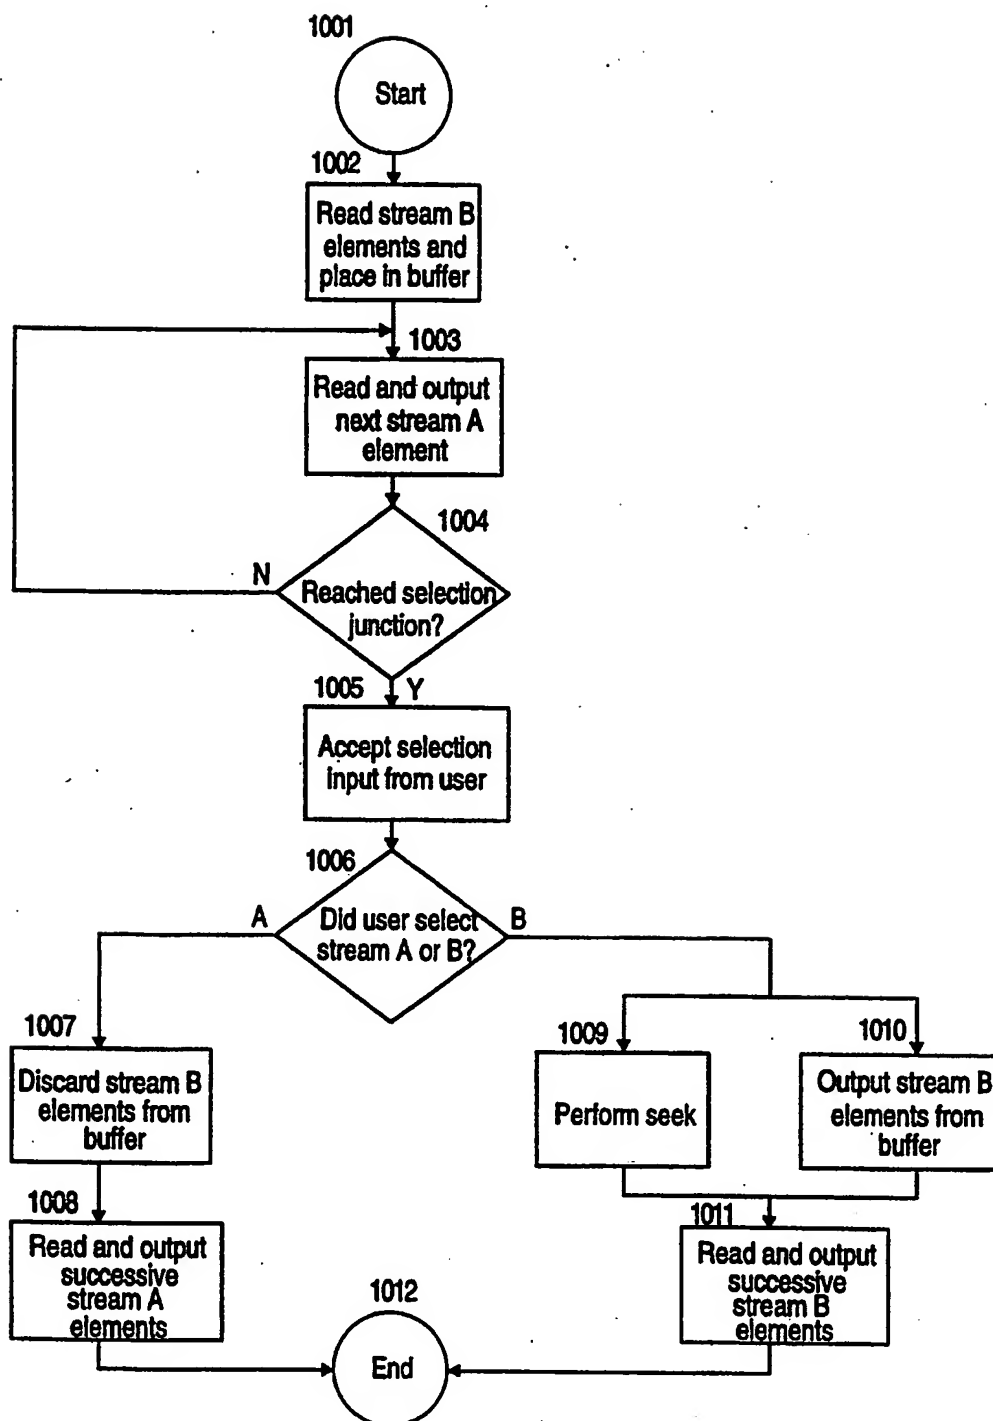 1001
Start
1002
Read stream B
elements and
place in buffer
1003
Read and output
next stream A
element
1004
N
Reached selection
junction?
1005
Y
Accept selection
input from user
1006
A
Did user select
stream A or B?
B
1007
Discard stream B
elements from
buffer
1009
Perform seek
1010
Output stream B
elements from
buffer
1008
Read and output
successive
stream A
elements
1011
Read and output
successive
stream B
elements
1012
End